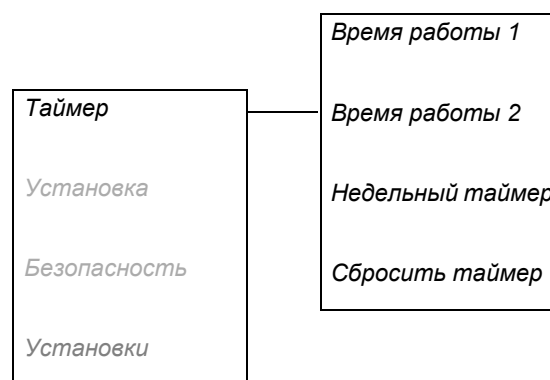 Таймер
Установка
Безопасность
Установки
Время работы 1
Время работы 2
Недельный таймер
Сбросить таймер